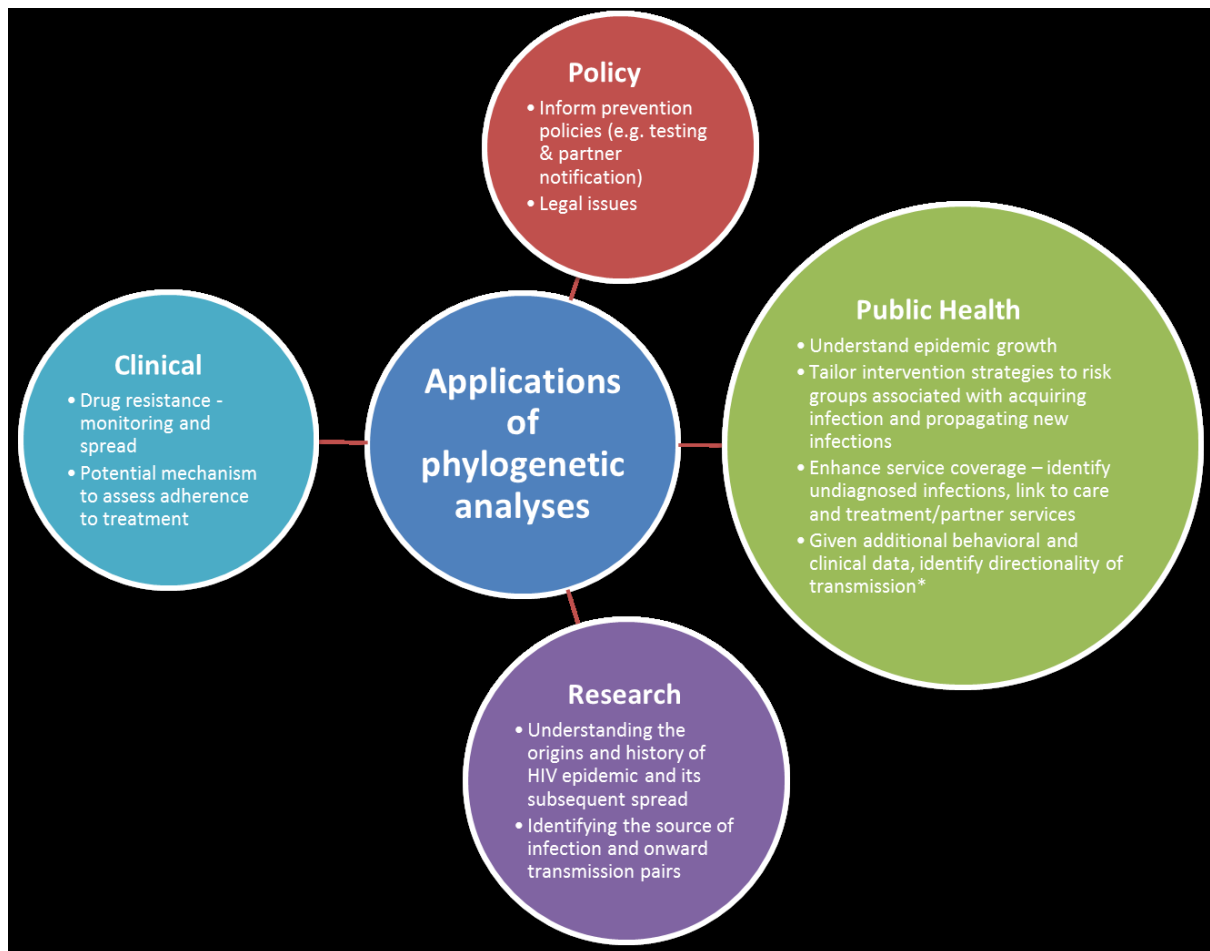 Policy
• Inform prevention
policies (e.g. testing
& partner
notification)
• Legal issues
Clinical
• Drug resistance -
monitoring and
spread
• Potential mechanism
to assess adherence
to treatment
Applications
of
phylogenetic
analyses
Public Health
• Understand epidemic growth
• Tailor intervention strategies to risk
groups associated with acquiring
infection and propagating new
infections
• Enhance service coverage – identify
undiagnosed infections, link to care
and treatment/partner services
• Given additional behavioral and
clinical data, identify directionality of
transmission*
Research
• Understanding the
origins and history of
HIV epidemic and its
subsequent spread
• Identifying the source of
infection and onward
transmission pairs